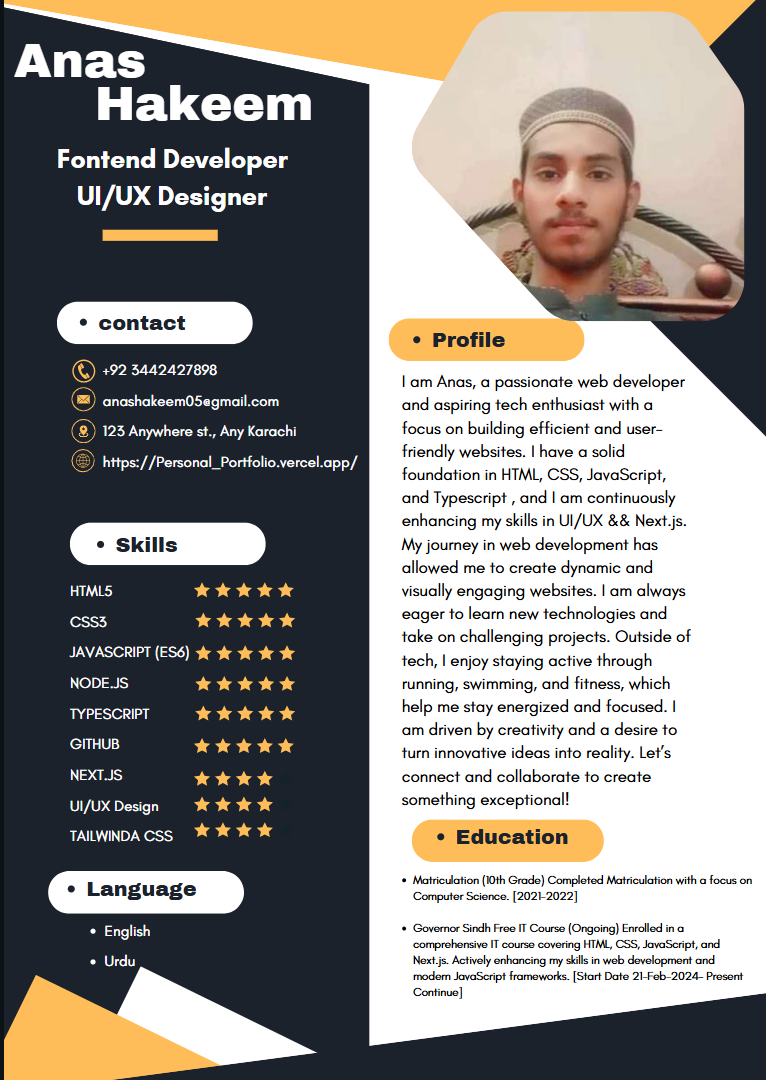 Anas
Hakeem
Fontend Developer
UI/UX Designer
• contact
+92 3442427898
anashakeem05@gmail.com
123 Anywhere st., Any Karachi
https://Personal_Portfolio.vercel.app/
• Skills
HTML5
CSS3
JAVASCRIPT (ES6)
NODE.JS
TYPESCRIPT
GITHUB
NEXT.JS
UI/UX Design
TAILWINDA CSS
• Language
• English
• Urdu
• Profile
I am Anas, a passionate web developer
and aspiring tech enthusiast with a
focus on building efficient and user-
friendly websites. I have a solid
foundation in HTML, CSS, JavaScript,
and Typescript , and I am continuously
enhancing my skills in UI/UX && Next.js.
My journey in web development has
allowed me to create dynamic and
visually engaging websites. I am always
eager to learn new technologies and
take on challenging projects. Outside of
tech, I enjoy staying active through
running, swimming, and fitness, which
help me stay energized and focused. I
am driven by creativity and a desire to
turn innovative ideas into reality. Let’s
connect and collaborate to create
something exceptional!
• Education
• Matriculation (10th Grade) Completed Matriculation with a focus on
Computer Science. [2021-2022]
• Governor Sindh Free IT Course (Ongoing) Enrolled in a
comprehensive IT course covering HTML, CSS, JavaScript, and
Next.js. Actively enhancing my skills in web development and
modern JavaScript frameworks. [Start Date 21-Feb-2024- Present
Continue]